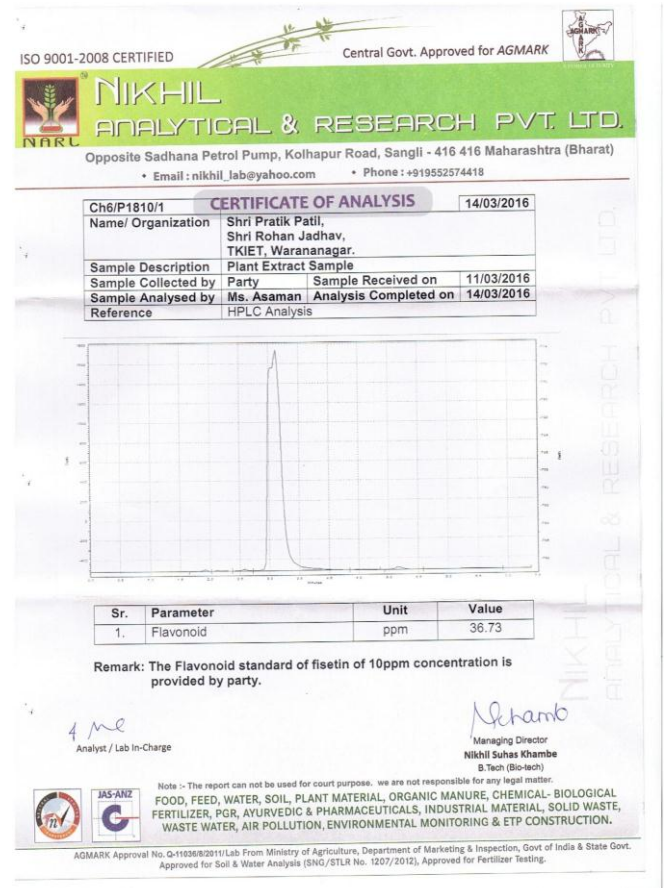 ISO 9001-2008 CERTIFIED
Central Govt. Approved for AGMARK
AGMARK
NARL
NIKHIL
ANALYTICAL & RESEARCH PVT. LTD.
Opposite Sadhana Petrol Pump, Kolhapur Road, Sangli - 416 416 Maharashtra (Bharat)
• Email : nikhil_lab@yahoo.com • Phone : +919552574418
Ch6/P1810/1 CERTIFICATE OF ANALYSIS 14/03/2016
Name/ Organization Shri Pratik Patil,
Shri Rohan Jadhav,
TKIET, Warananagar.
Sample Description Plant Extract Sample
Sample Collected by Party Sample Received on 11/03/2016
Sample Analysed by Ms. Asaman Analysis Completed on 14/03/2016
Reference HPLC Analysis
Sr. Parameter Unit Value
1. Flavonoid ppm 36.73
Remark: The Flavonoid standard of fisetin of 10ppm concentration is
provided by party.
Analyst / Lab In-Charge
Managing Director
Nikhil Suhas Khambe
B.Tech (Bio-tech)
Note :- The report can not be used for court purpose. we are not responsible for any legal matter.
JAS-ANZ
FOOD, FEED, WATER, SOIL, PLANT MATERIAL, ORGANIC MANURE, CHEMICAL- BIOLOGICAL
FERTILIZER, PGR, AYURVEDIC & PHARMACEUTICALS, INDUSTRIAL MATERIAL, SOLID WASTE,
WASTE WATER, AIR POLLUTION, ENVIRONMENTAL MONITORING & ETP CONSTRUCTION.
AGMARK Approval No. Q-11036/8/2011/Lab From Ministry of Agriculture, Department of Marketing & Inspection, Govt of India & State Govt.
Approved for Soil & Water Analysis (SNG/STLR No. 1207/2012), Approved for Fertilizer Testing.
NIKHIL
ANALYTICAL & RESEARCH PV LTD.